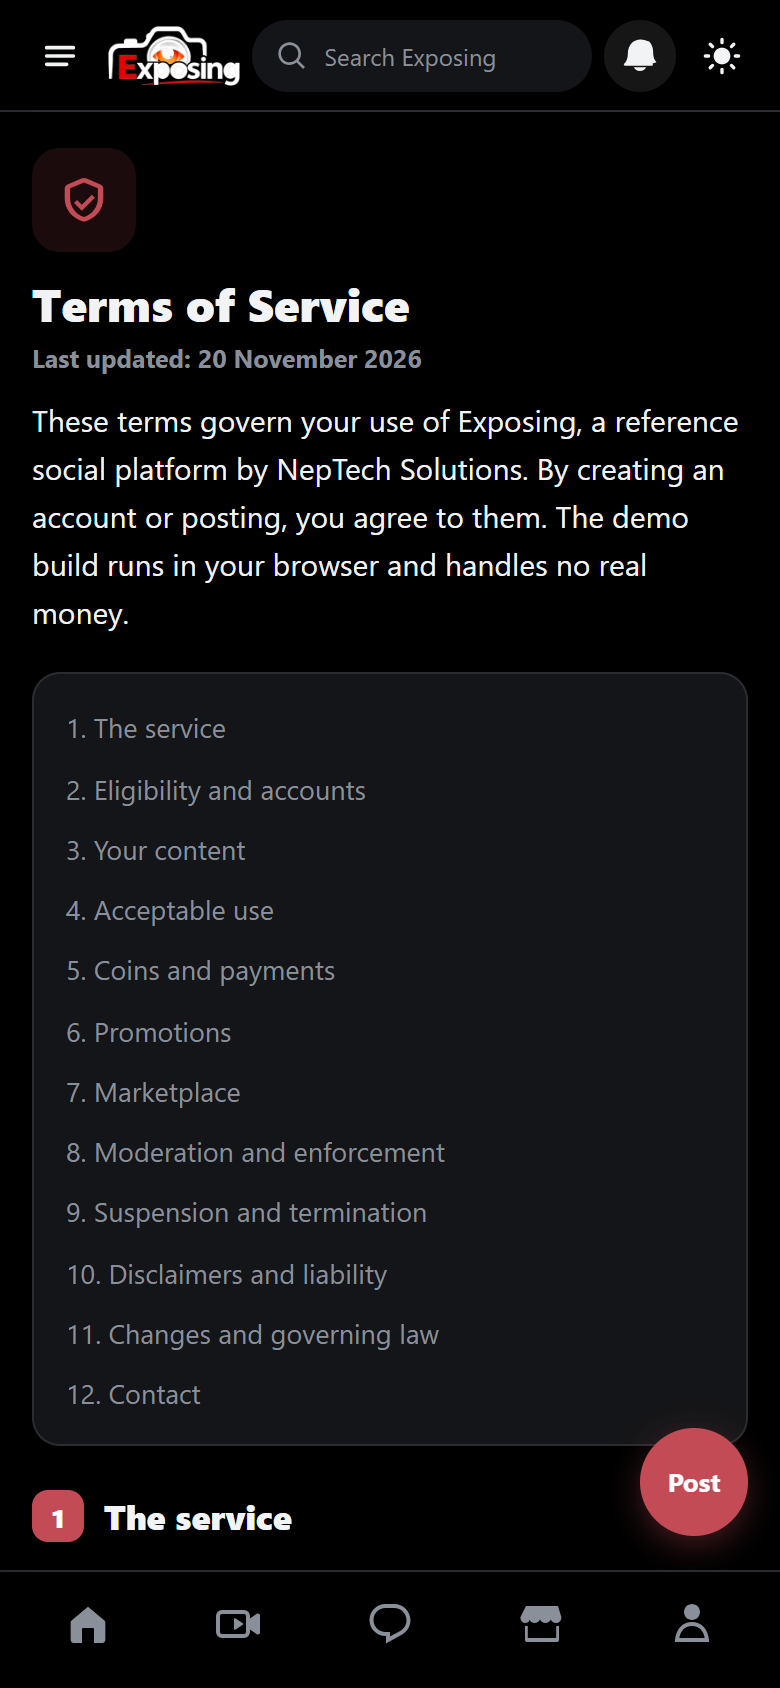 Exposing
Search Exposing
Terms of Service
Last updated: 20 November 2026
These terms govern your use of Exposing, a reference
social platform by NepTech Solutions. By creating an
account or posting, you agree to them. The demo
build runs in your browser and handles no real
money.
1. The service
2. Eligibility and accounts
3. Your content
4. Acceptable use
5. Coins and payments
6. Promotions
7. Marketplace
8. Moderation and enforcement
9. Suspension and termination
10. Disclaimers and liability
11. Changes and governing law
12. Contact
Post
1 The service